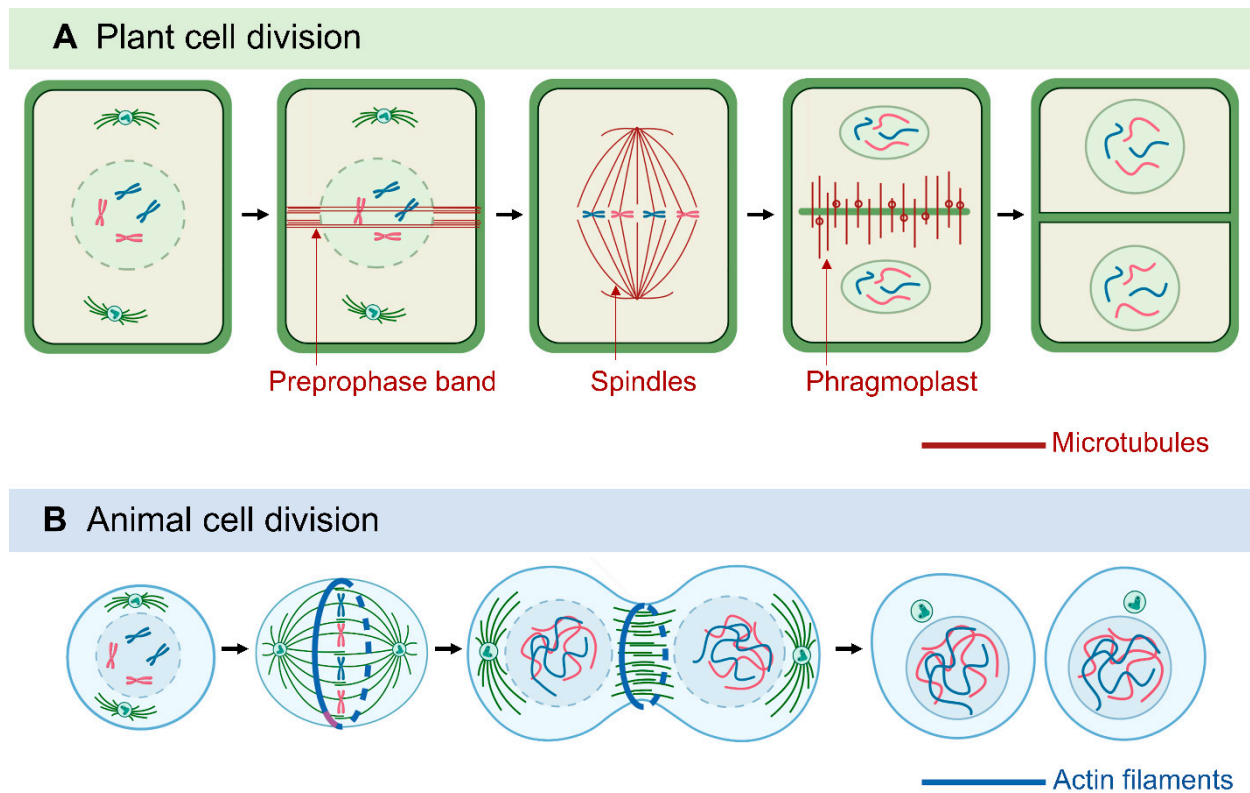 A Plant cell division
Preprophase band
Spindles
Phragmoplast
Microtubules
B Animal cell division
Actin filaments